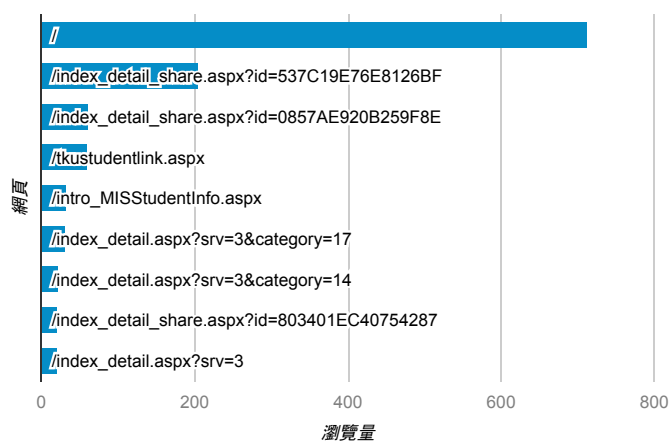 /
/index_detail_share.aspx?id=537C19E76E8126BF
/index_detail_share.aspx?id=0857AE920B259F8E
/tkustudentlink.aspx
/intro_MISStudentInfo.aspx
/index_detail.aspx?srv=3&category=17
/index_detail.aspx?srv=3&category=14
/index_detail_share.aspx?id=803401EC40754287
/index_detail.aspx?srv=3
網頁
0 200 400 600 800
瀏覽量